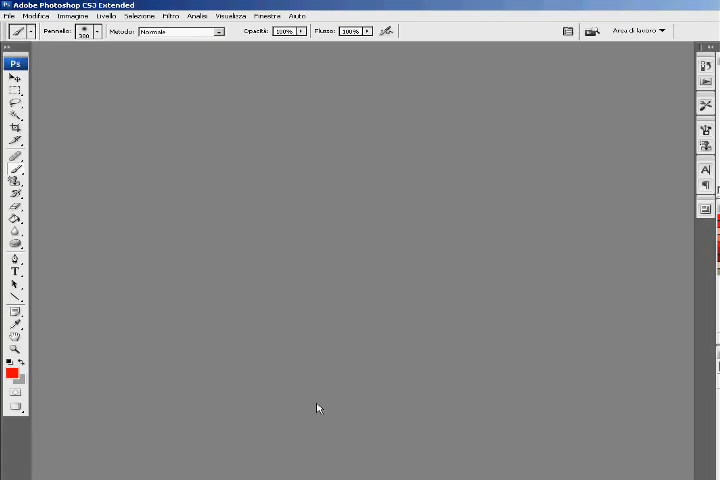 Adobe Photoshop CS3 Extended
File Modifica Immagine Livello Selezione Filtro Analisi Visualizza Finestra Aiuto
Pennello: 300 Metodo: Normale Opacità: 100% Flusso: 100% Area di lavoro
Ps
A
T